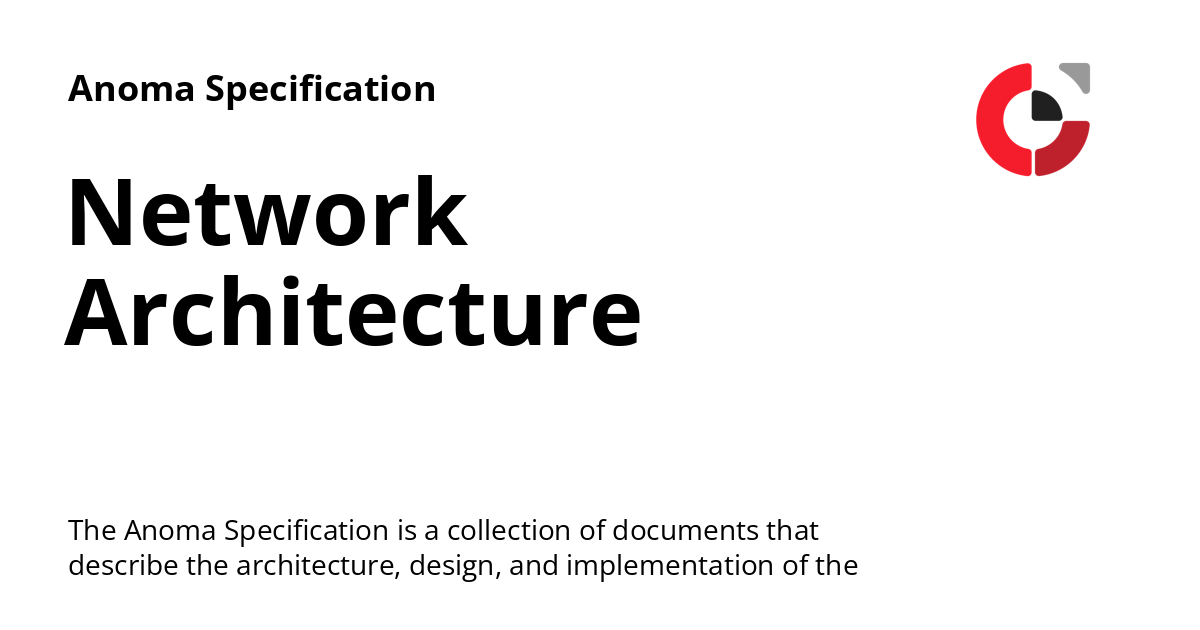 Anoma Specification
Network
Architecture
The Anoma Specification is a collection of documents that
describe the architecture, design, and implementation of the